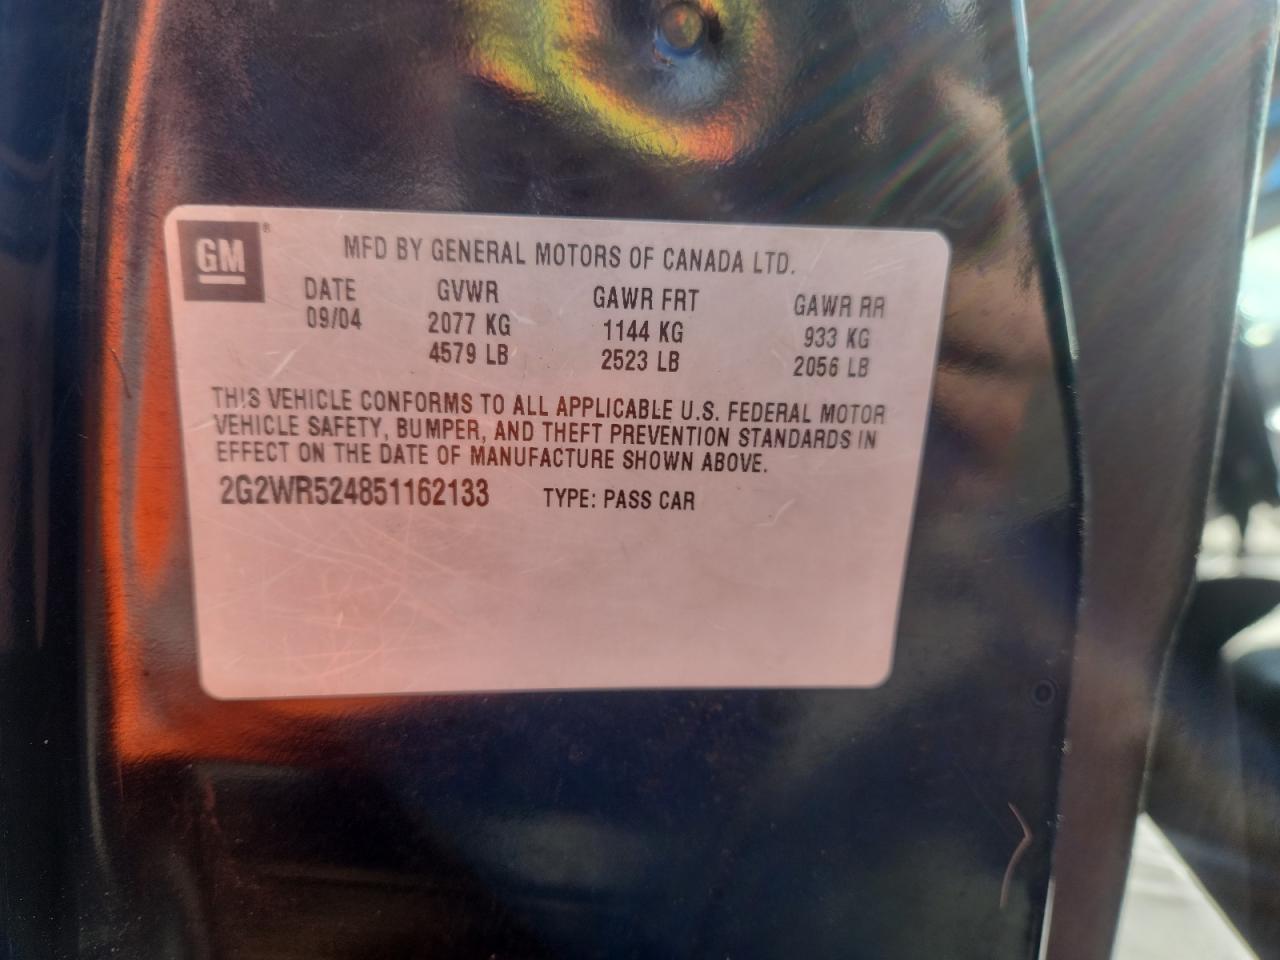 GM®
MFD BY GENERAL MOTORS OF CANADA LTD.
DATE GVWR GAWR FRT GAWR RR
09/04 2077 KG 1144 KG 933 KG
4579 LB 2523 LB 2056 LB
THIS VEHICLE CONFORMS TO ALL APPLICABLE U.S. FEDERAL MOTOR
VEHICLE SAFETY, BUMPER, AND THEFT PREVENTION STANDARDS IN
EFFECT ON THE DATE OF MANUFACTURE SHOWN ABOVE.
2G2WR524851162133 TYPE: PASS CAR